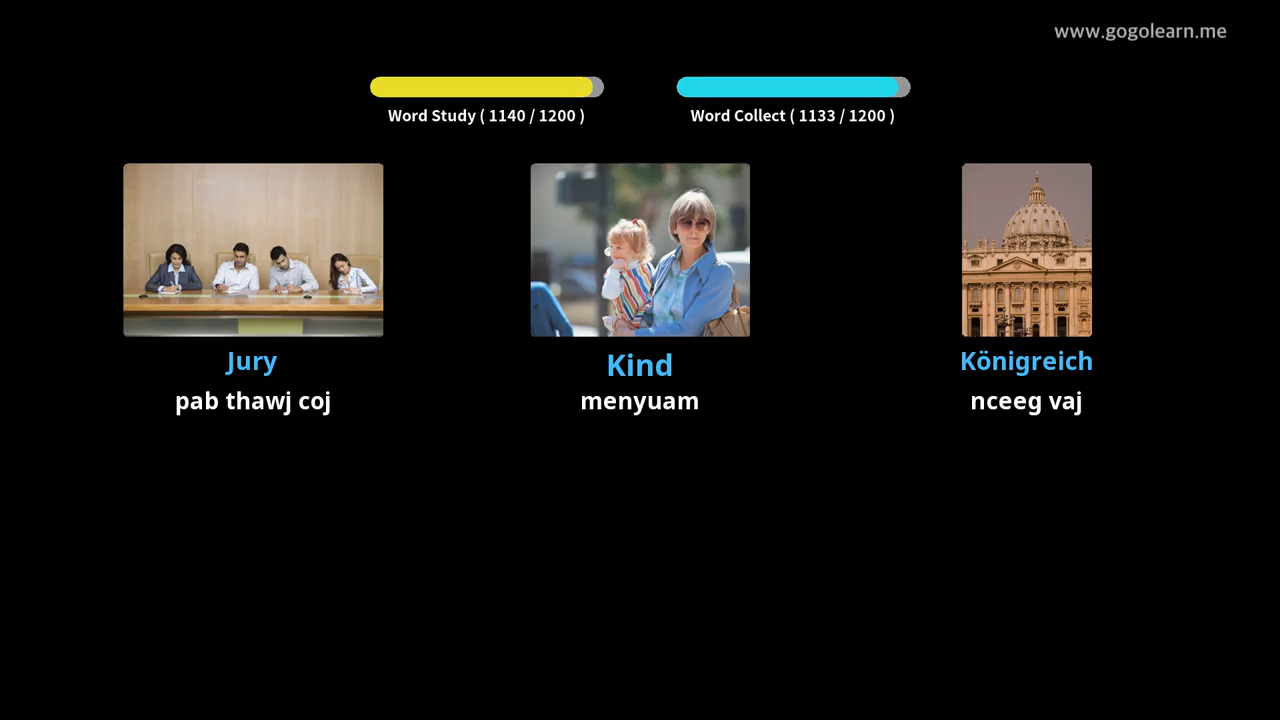 www.gogolearn.me
Word Study ( 1140 / 1200 )
Word Collect ( 1133 / 1200 )
Jury
Kind
Königreich
pab thawj coj
menyuam
nceeg vaj